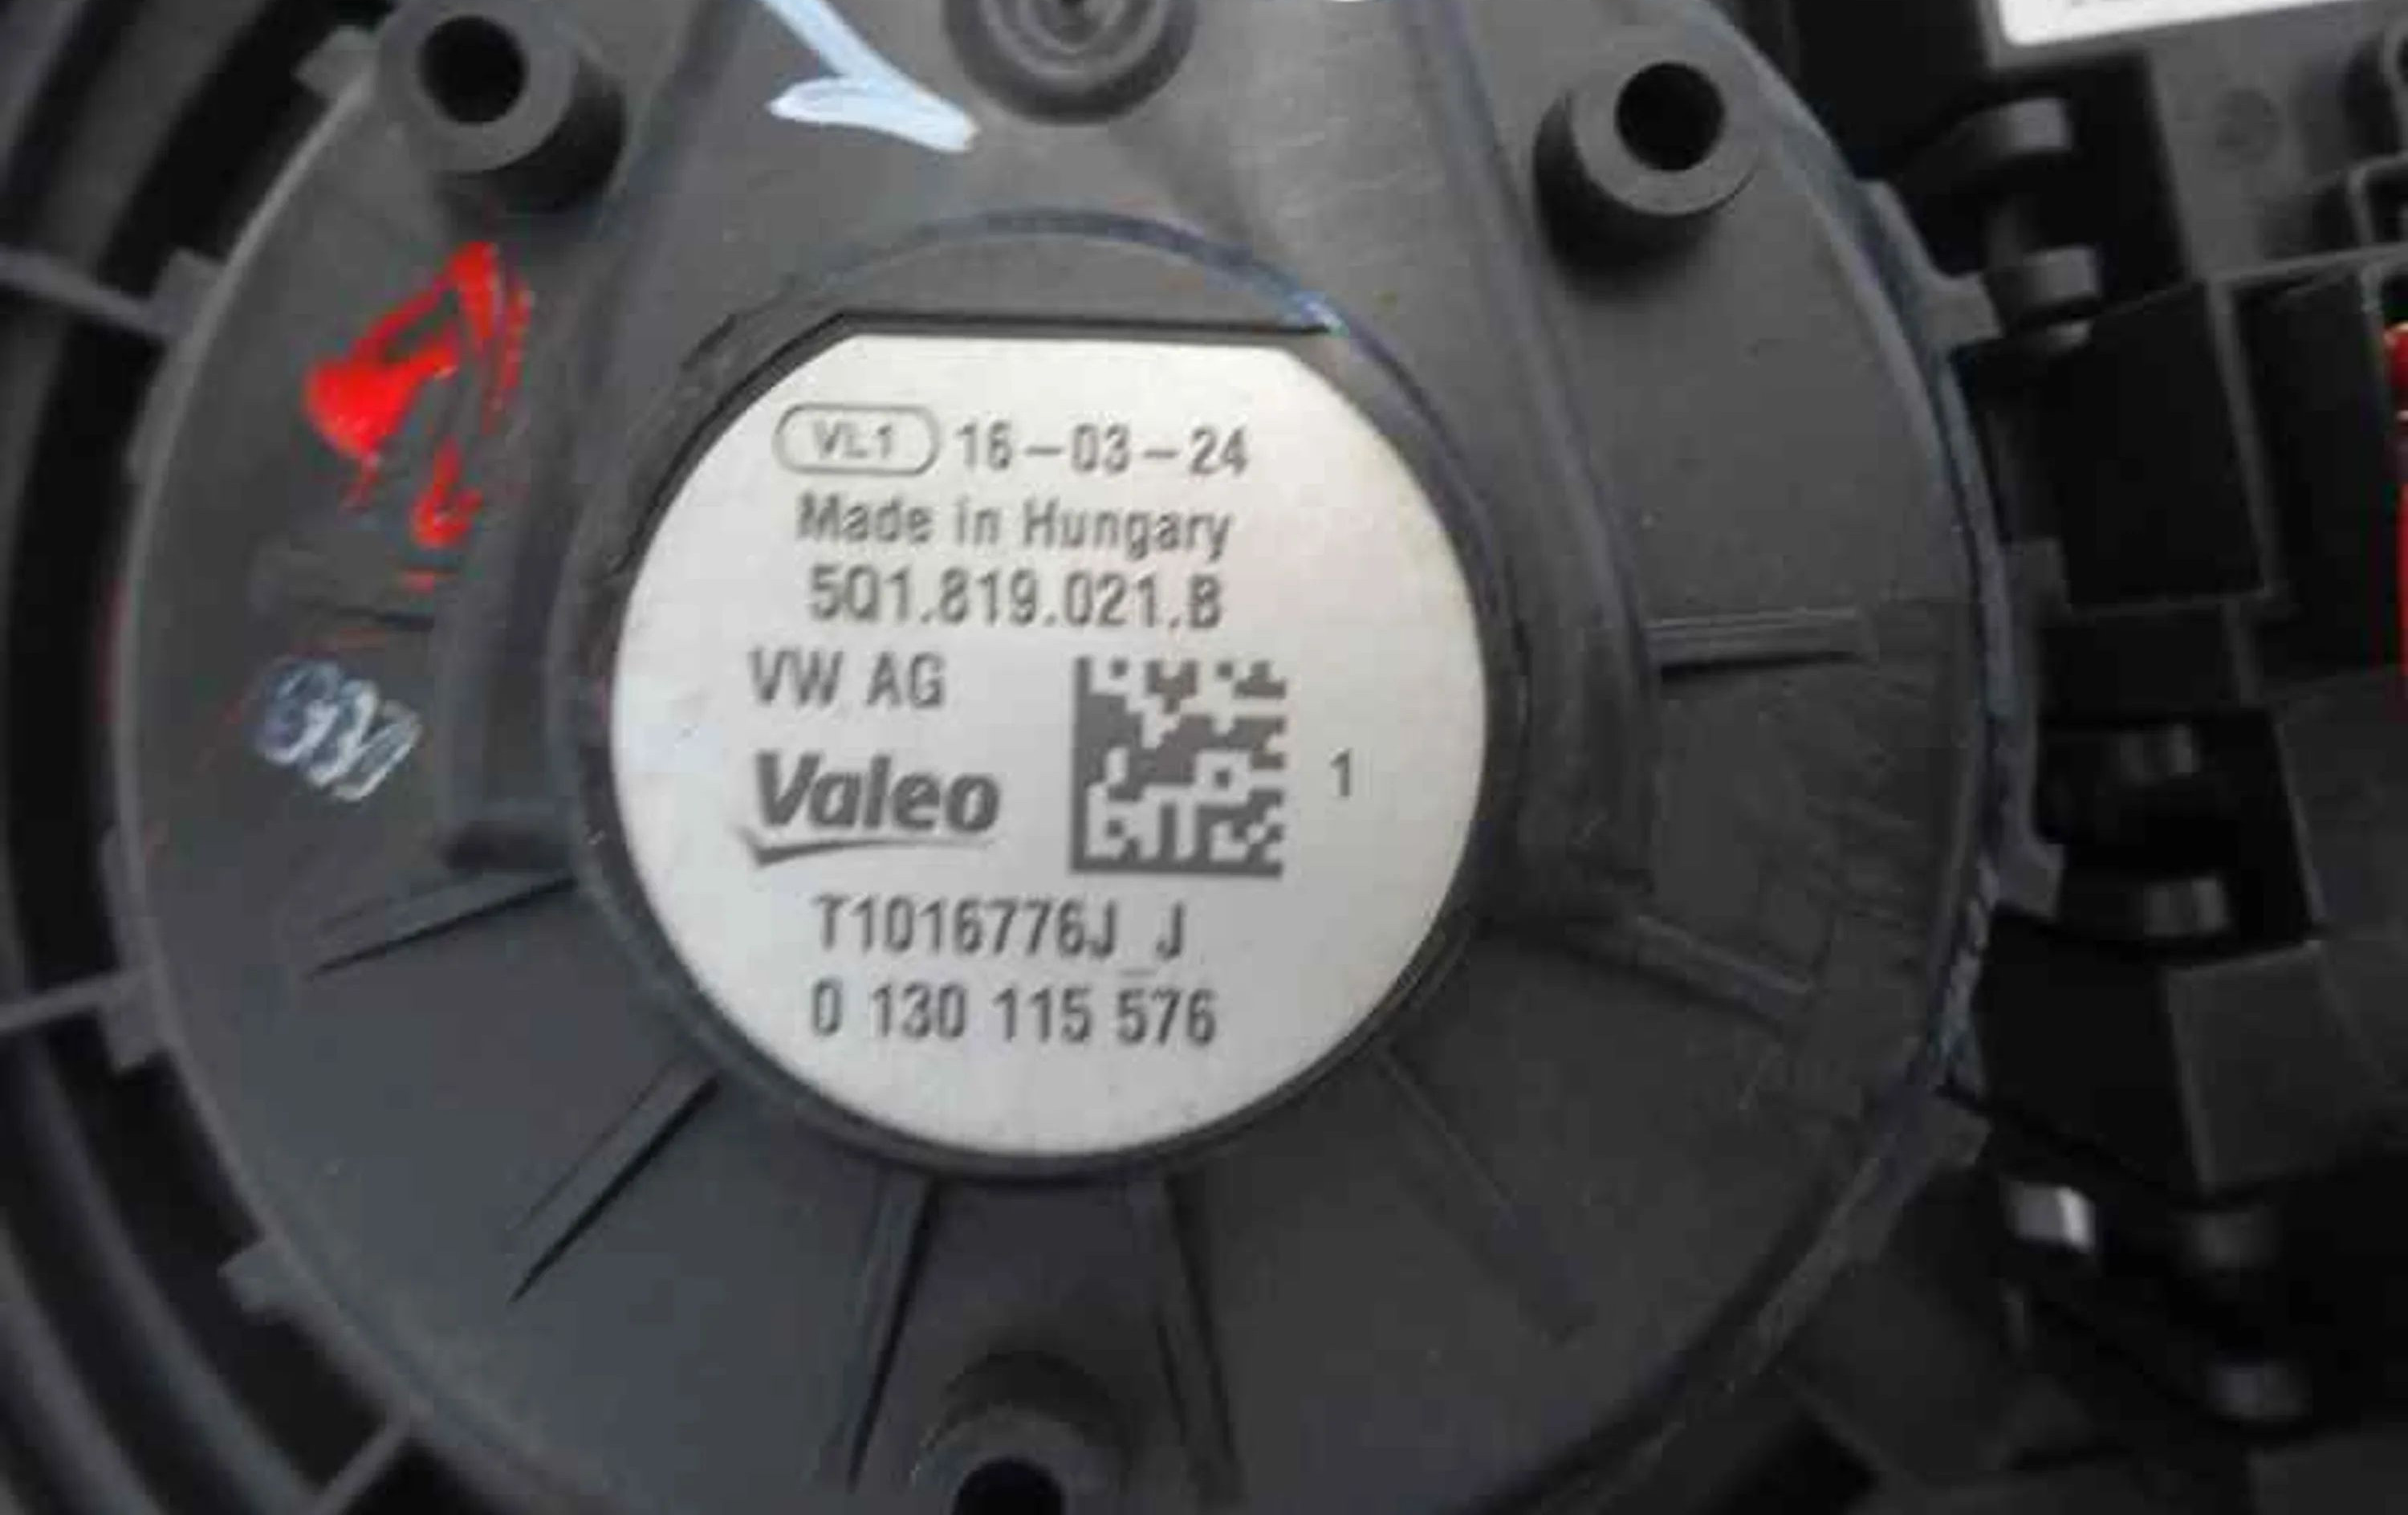 VL1 16-03-24
Made in Hungary
5Q1.819.021.B
VW AG
Valeo
1
T1016776J_J
0 130 115 576